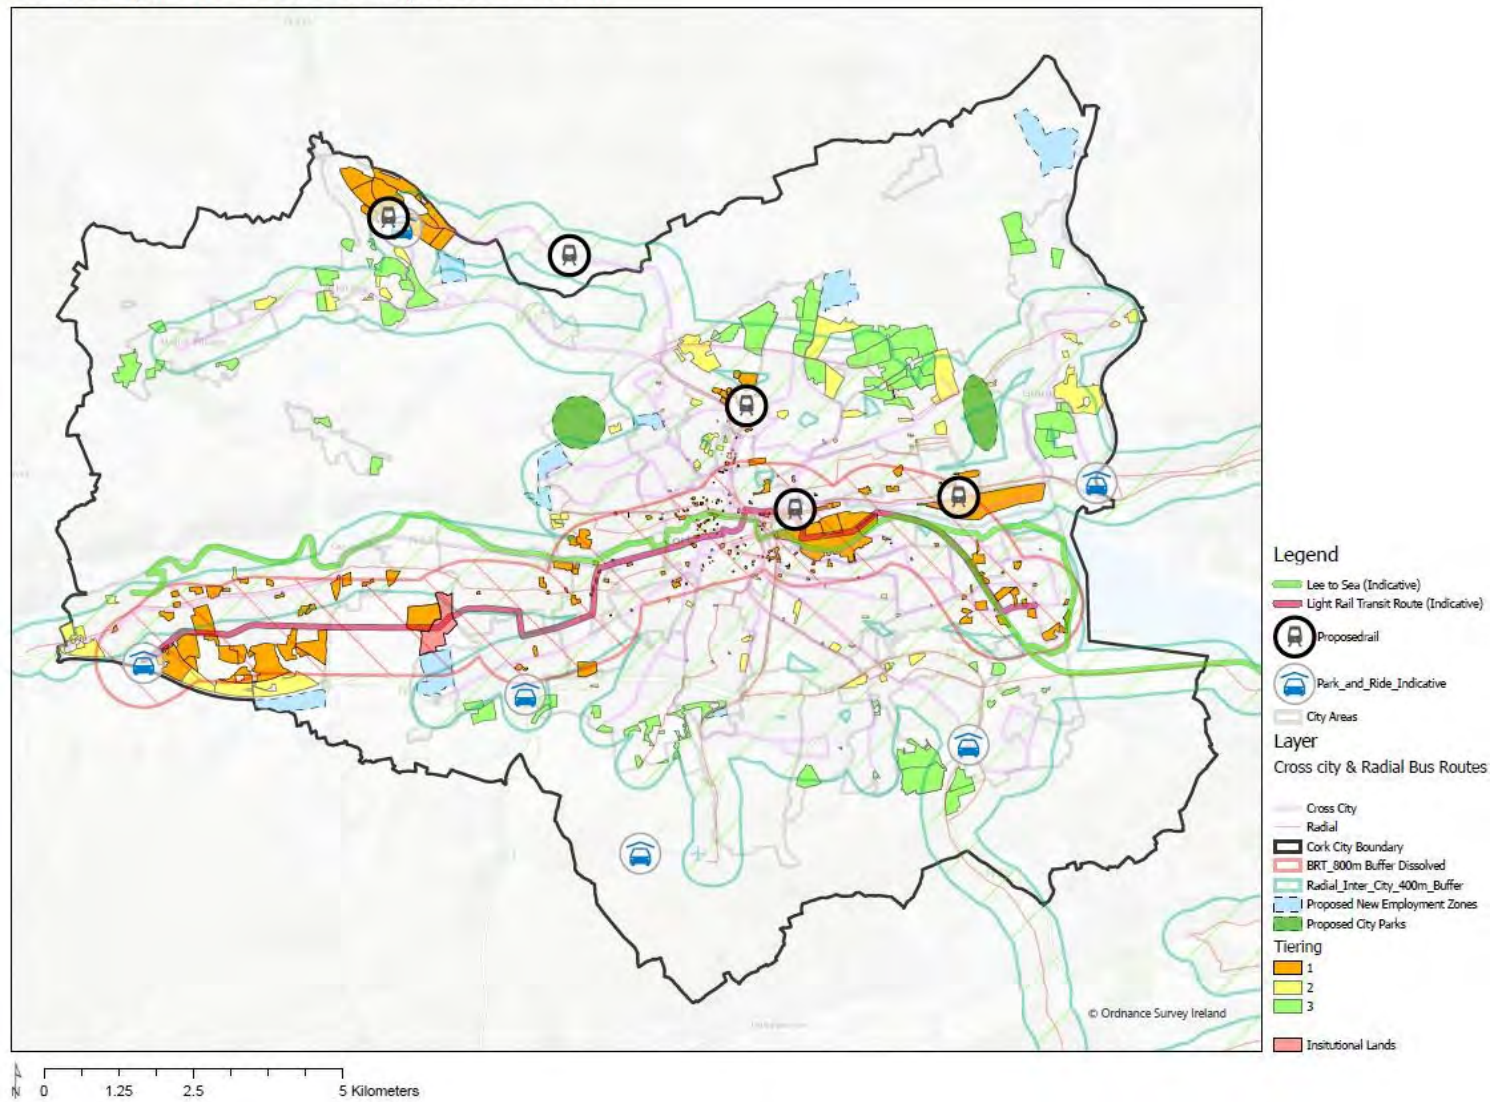 Legend
Lee to Sea (Indicative)
Light Rail Transit Route (Indicative)
Proposedrail
Park_and_Ride_Indicative
City Areas
Layer
Cross city & Radial Bus Routes
Cross City
Radial
Cork City Boundary
BRT_800m Buffer Dissolved
Radial_Inter_City_400m_Buffer
Proposed New Employment Zones
Proposed City Parks
Tiering
1
2
3
Insitutional Lands
© Ordnance Survey Ireland
N
0 1.25 2.5 5 Kilometers